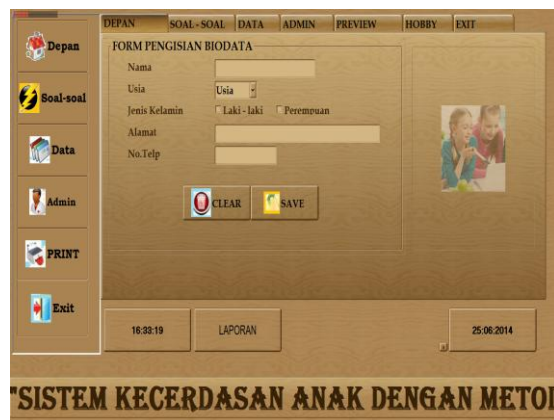 DEPAN SOAL - SOAL DATA ADMIN PREVIEW HOBBY EXIT
Depan
Soal-soal
Data
Admin
PRINT
Exit
FORM PENGISIAN BIODATA
Nama
Usia Usia
Jenis Kelamin Laki - laki Perempuan
Alamat
No.Telp
CLEAR SAVE
16:33:19 LAPORAN 25:06:2014
"SISTEM KECERDASAN ANAK DENGAN METO